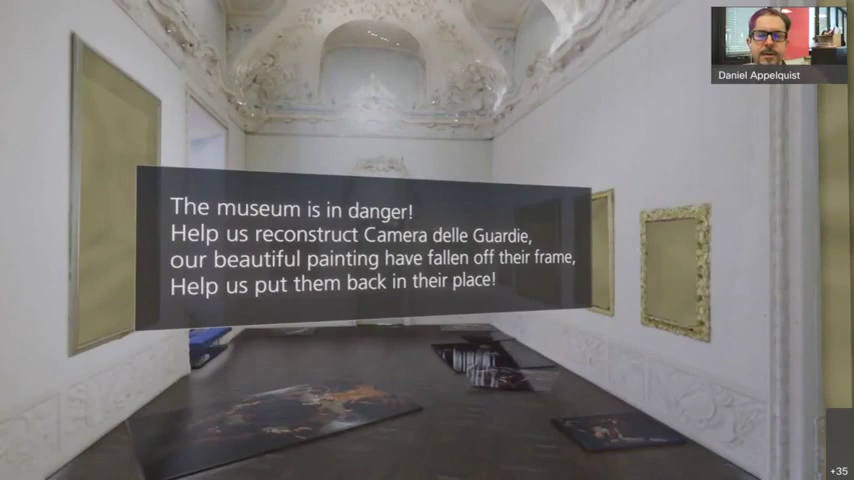 Daniel Appelquist
The museum is in danger!
Help us reconstruct Camera delle Guardie,
our beautiful painting have fallen off their frame,
Help us put them back in their place!
+35